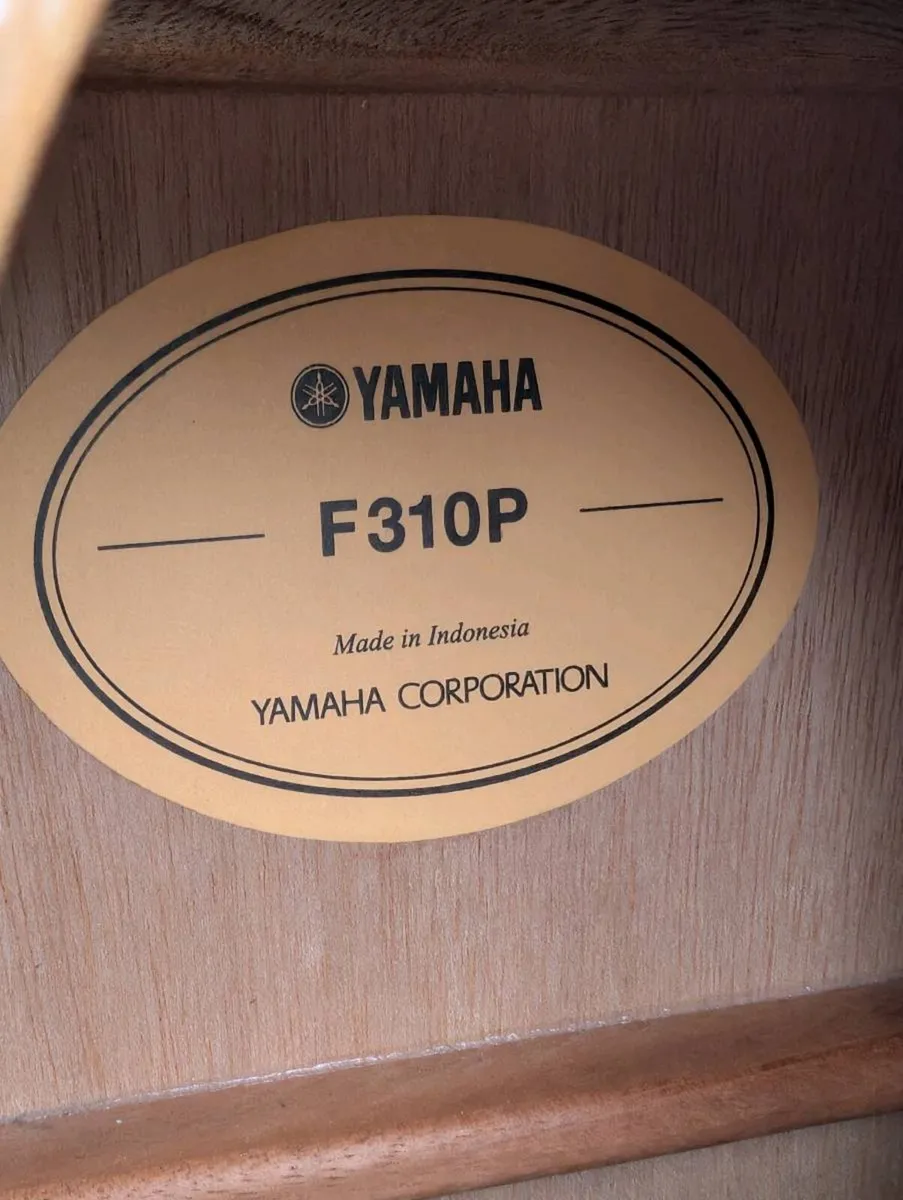 YAMAHA
F310P
Made in Indonesia
YAMAHA CORPORATION